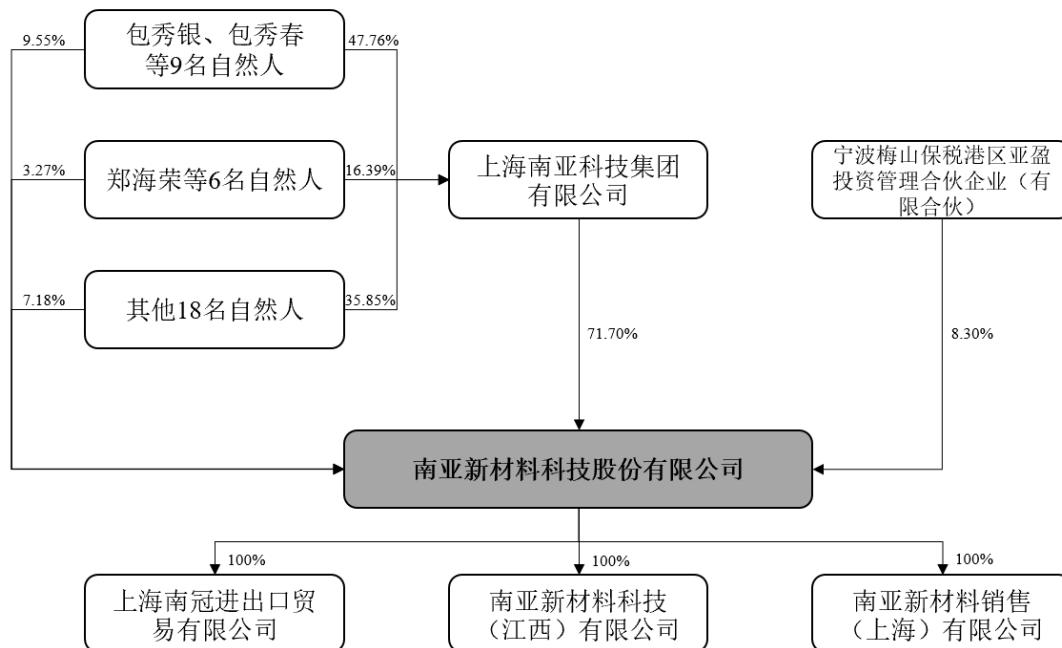 9.55%
包秀银、包秀春
等9名自然人
47.76%
3.27%
郑海荣等6名自然人
16.39%
上海南亚科技集团
有限公司
宁波梅山保税港区亚盈
投资管理合伙企业（有
限合伙）
7.18%
其他18名自然人
35.85%
71.70%
8.30%
南亚新材料科技股份有限公司
100%
100%
100%
上海南冠进出口贸
易有限公司
南亚新材料科技
（江西）有限公司
南亚新材料销售
（上海）有限公司